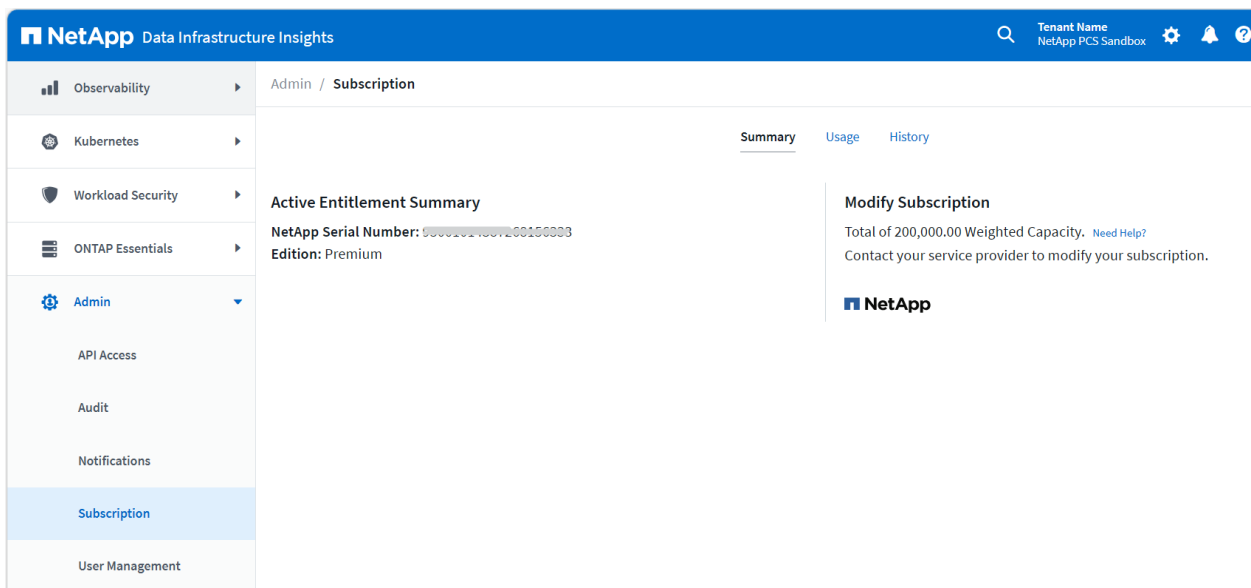 NetApp Data Infrastructure Insights
Tenant Name
NetApp PCS Sandbox
Observability
Kubernetes
Workload Security
ONTAP Essentials
Admin
API Access
Audit
Notifications
Subscription
User Management
Admin / Subscription
Summary Usage History
Active Entitlement Summary
NetApp Serial Number:
Edition: Premium
Modify Subscription
Total of 200,000.00 Weighted Capacity. Need Help?
Contact your service provider to modify your subscription.
NetApp